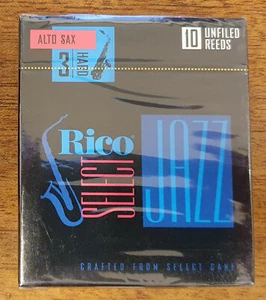 ALTO SAX
3 HARD
10 UNFILED
REEDS
Rico
SELECT
JAZZ
CRAFTED FROM SELECT CANE